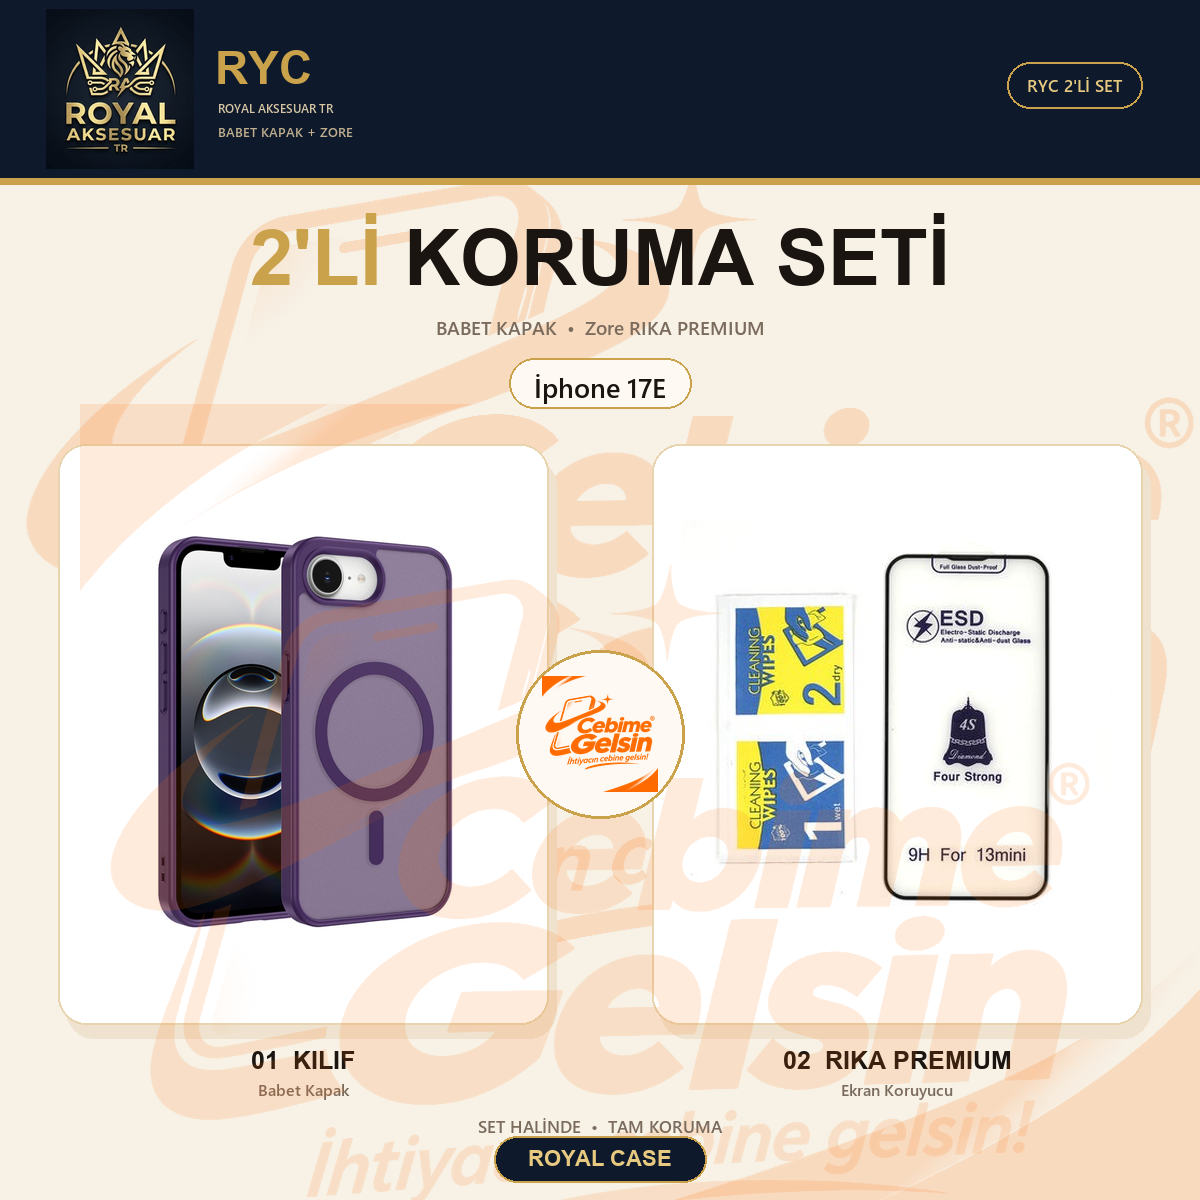 ROYAL
AKSESUAR
TR
RYC
ROYAL AKSESUAR TR
BABET KAPAK + ZORE
RYC 2'Lİ SET
2'Lİ KORUMA SETİ
BABET KAPAK • Zore RIKA PREMIUM
İphone 17E
Full Glass Dust-Proof
ESD
Electro-Static Discharge
Anti-static&Anti-dust Glass
4S
Diamond
Four Strong
9H For 13mini
CLEANING
WIPES
2 dry
CLEANING
WIPES
1 wet
Cebime®
Gelsin
İhtiyacın cebine gelsin!
Cebime®
Gelsin
01 KILIF
Babet Kapak
02 RIKA PREMIUM
Ekran Koruyucu
SET HALİNDE • TAM KORUMA
ROYAL CASE